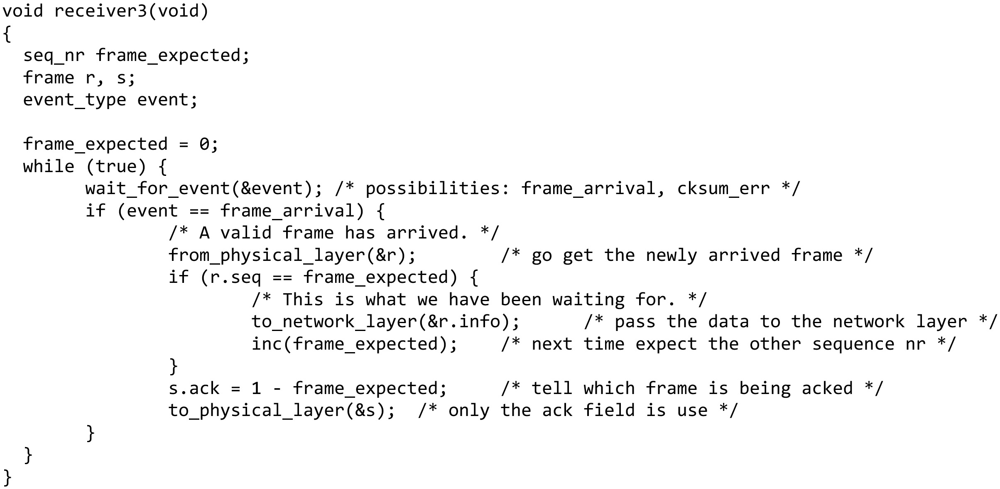 void receiver3(void)
{
  seq_nr frame_expected;
  frame r, s;
  event_type event;

  frame_expected = 0;
  while (true) {
        wait_for_event(&event); /* possibilities: frame_arrival, cksum_err */
        if (event == frame_arrival) {
                /* A valid frame has arrived. */
                from_physical_layer(&r);        /* go get the newly arrived frame */
                if (r.seq == frame_expected) {
                        /* This is what we have been waiting for. */
                        to_network_layer(&r.info);      /* pass the data to the network layer */
                        inc(frame_expected);    /* next time expect the other sequence nr */
                }
                s.ack = 1 - frame_expected;     /* tell which frame is being acked */
                to_physical_layer(&s);  /* only the ack field is use */
        }
  }
}